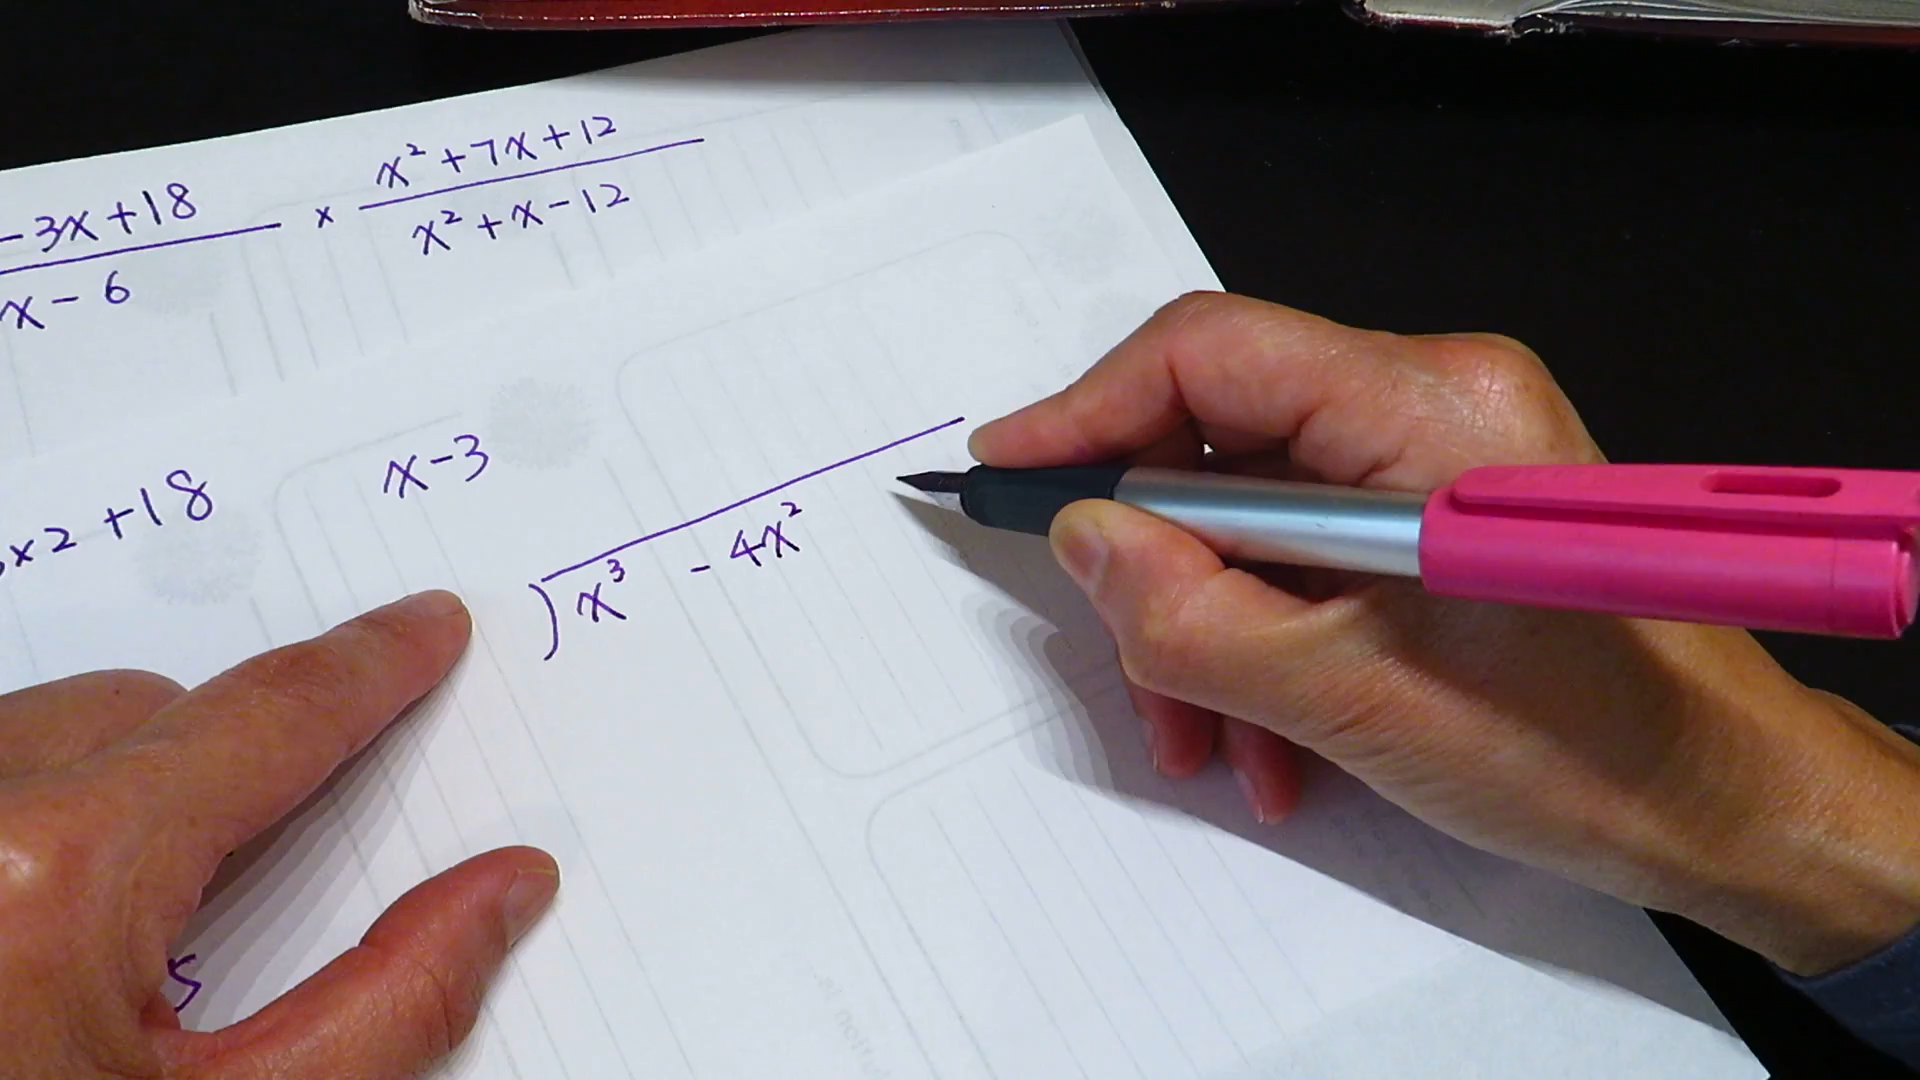 - 3x + 18 / x - 6 × x² + 7x + 12 / x² + x - 12
x2 + 18
x - 3
) x³ - 4x²
5